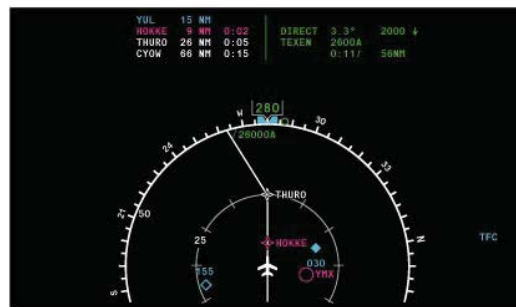 YUL 15 NM
HOKKE 9 NM 0:02
THURO 26 NM 0:05
CYOW 66 NM 0:15
DIRECT 3.3° 2000 ↓
TEXEN 2600A
0:11/ 56NM
280
W
30
/26000A
24
33
THURO
21
50
N
25
HOKKE
TFC
155
030
YMX
S